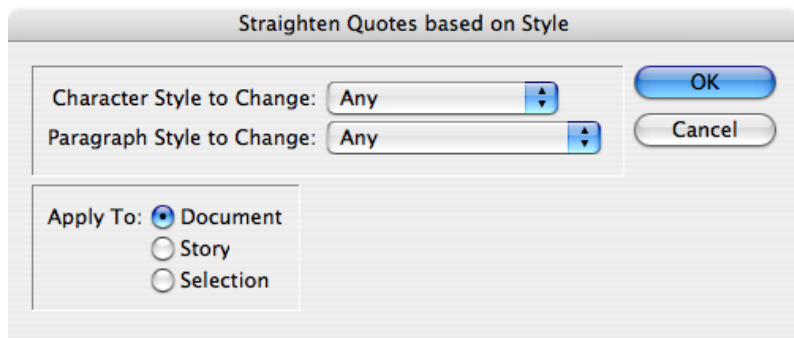 Straighten Quotes based on Style
Character Style to Change: Any
OK
Paragraph Style to Change: Any
Cancel
Apply To: Document
Story
Selection